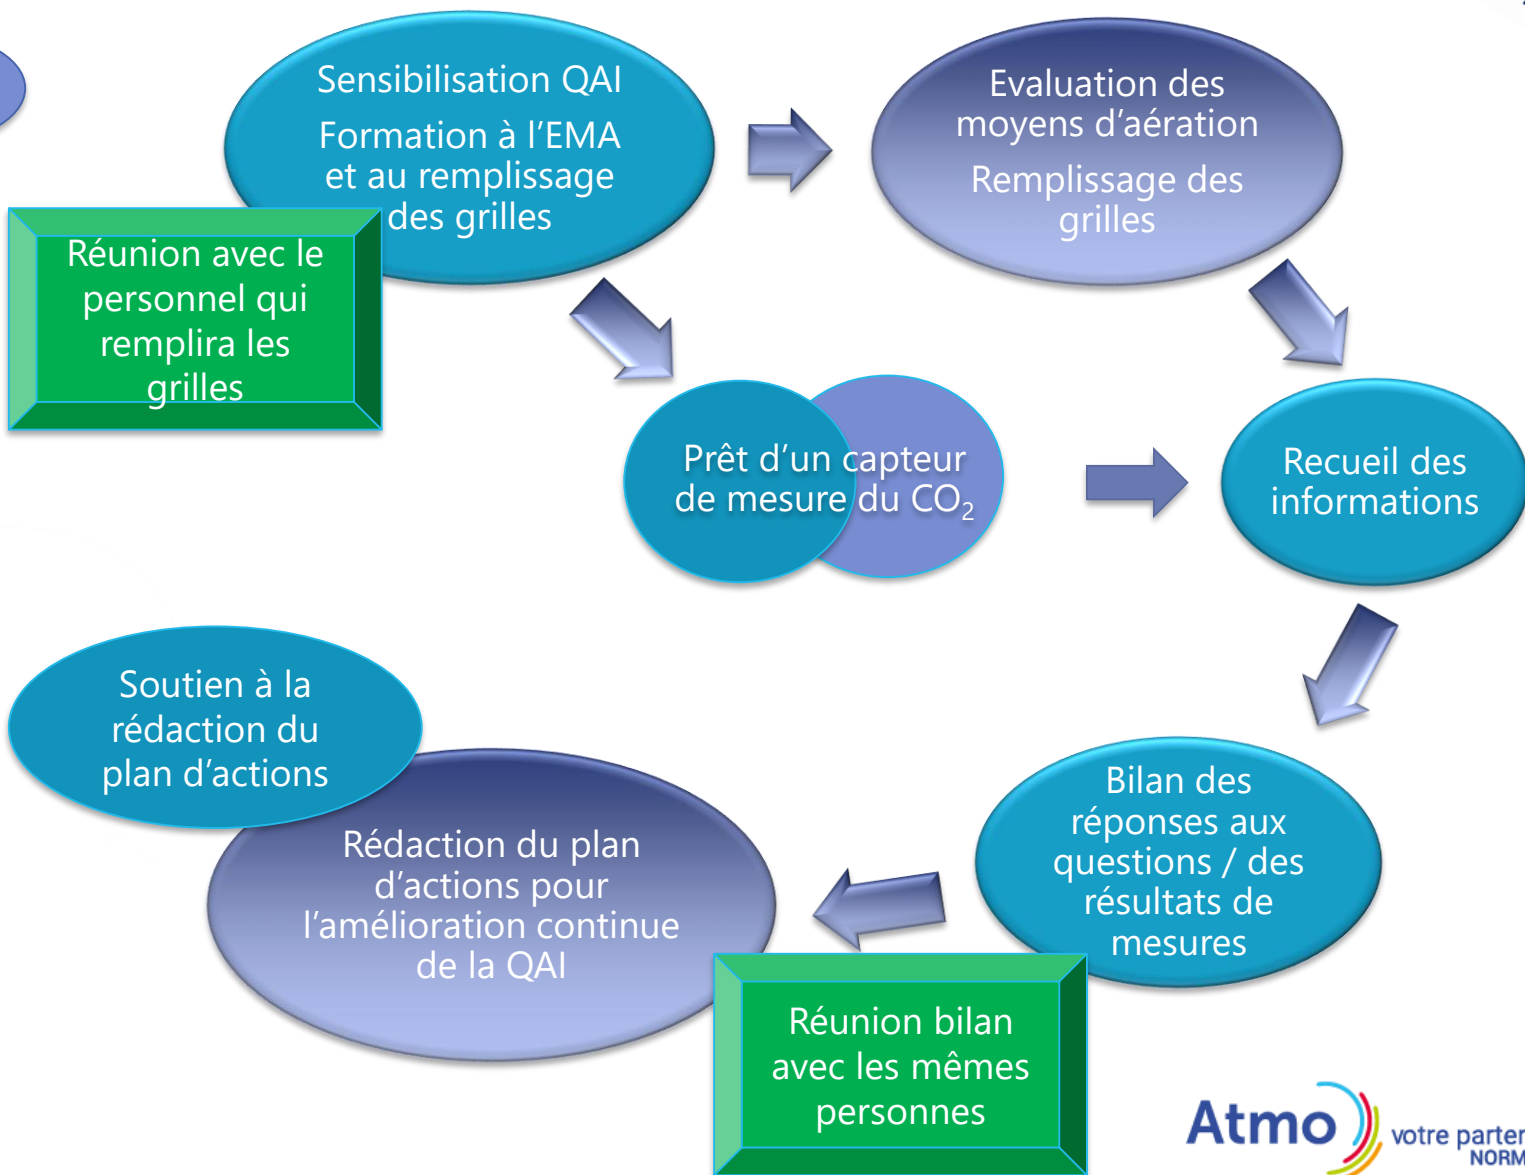 Sensibilisation QAI
Formation à l’EMA
et au remplissage
des grilles
Evaluation des
moyens d’aération
Remplissage des
grilles
Réunion avec le
personnel qui
remplira les
grilles
Prêt d’un capteur
de mesure du CO₂
Recueil des
informations
Soutien à la
rédaction du
plan d’actions
Rédaction du plan
d’actions pour
l’amélioration continue
de la QAI
Bilan des
réponses aux
questions / des
résultats de
mesures
Réunion bilan
avec les mêmes
personnes
Atmo
votre parten
NORM